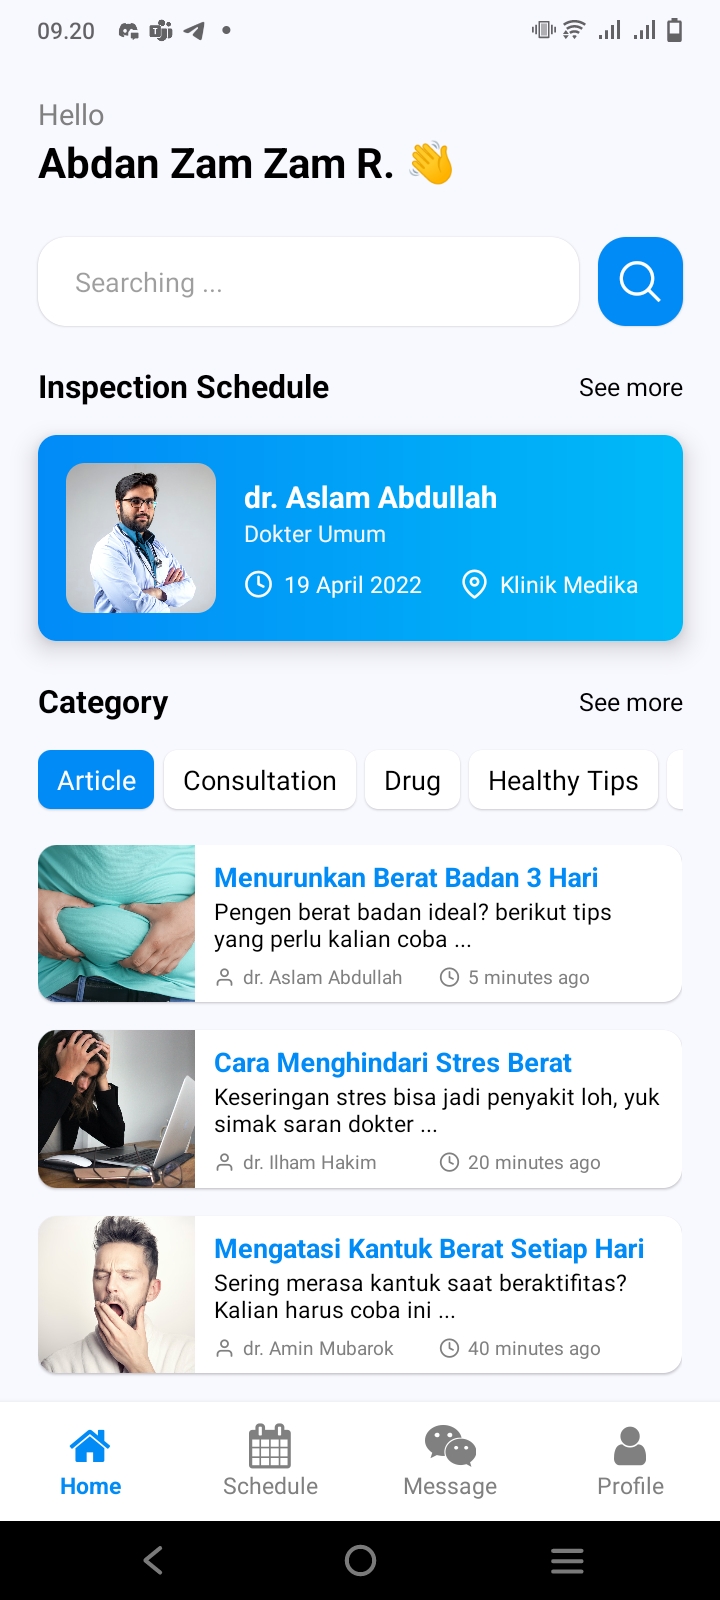 09.20
Hello
Abdan Zam Zam R. 👋
Searching ...
Inspection Schedule
See more
dr. Aslam Abdullah
Dokter Umum
19 April 2022
Klinik Medika
Category
See more
Article
Consultation
Drug
Healthy Tips
Menurunkan Berat Badan 3 Hari
Pengen berat badan ideal? berikut tips
yang perlu kalian coba ...
dr. Aslam Abdullah
5 minutes ago
Cara Menghindari Stres Berat
Keseringan stres bisa jadi penyakit loh, yuk
simak saran dokter ...
dr. Ilham Hakim
20 minutes ago
Mengatasi Kantuk Berat Setiap Hari
Sering merasa kantuk saat beraktifitas?
Kalian harus coba ini ...
dr. Amin Mubarok
40 minutes ago
Home
Schedule
Message
Profile